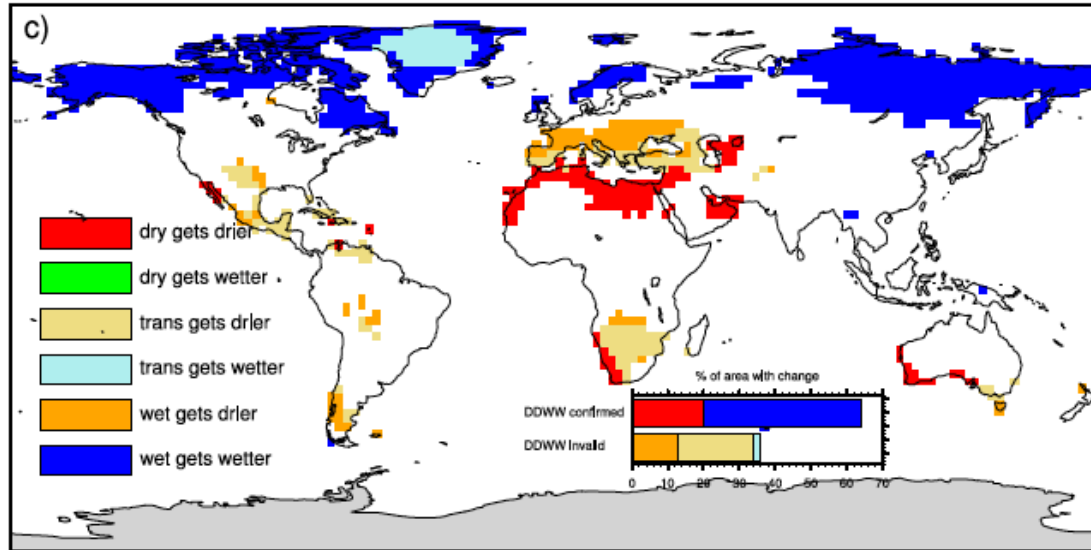 c)
dry gets drier
dry gets wetter
trans gets drier
trans gets wetter
wet gets drier
wet gets wetter
% of area with change
DDWW confirmed
DDWW Invalid
0 10 20 30 40 50 60 70